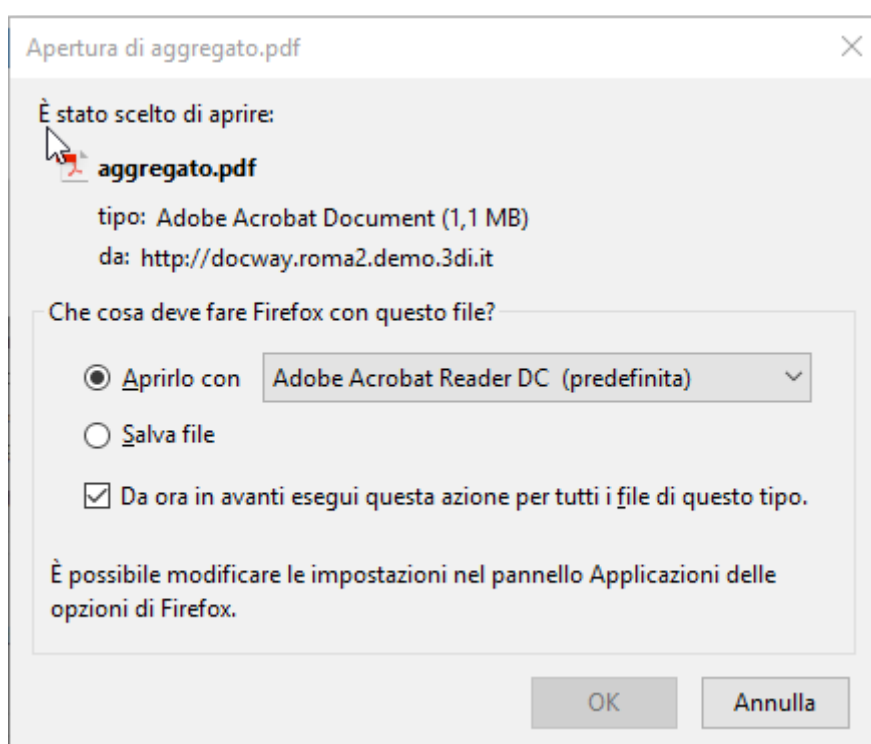 Apertura di aggregato.pdf
È stato scelto di aprire:
aggregato.pdf
tipo: Adobe Acrobat Document (1,1 MB)
da: http://docway.roma2.demo.3di.it
Che cosa deve fare Firefox con questo file?
Aprirlo con Adobe Acrobat Reader DC (predefinita)
Salva file
Da ora in avanti esegui questa azione per tutti i file di questo tipo.
È possibile modificare le impostazioni nel pannello Applicazioni delle
opzioni di Firefox.
OK Annulla